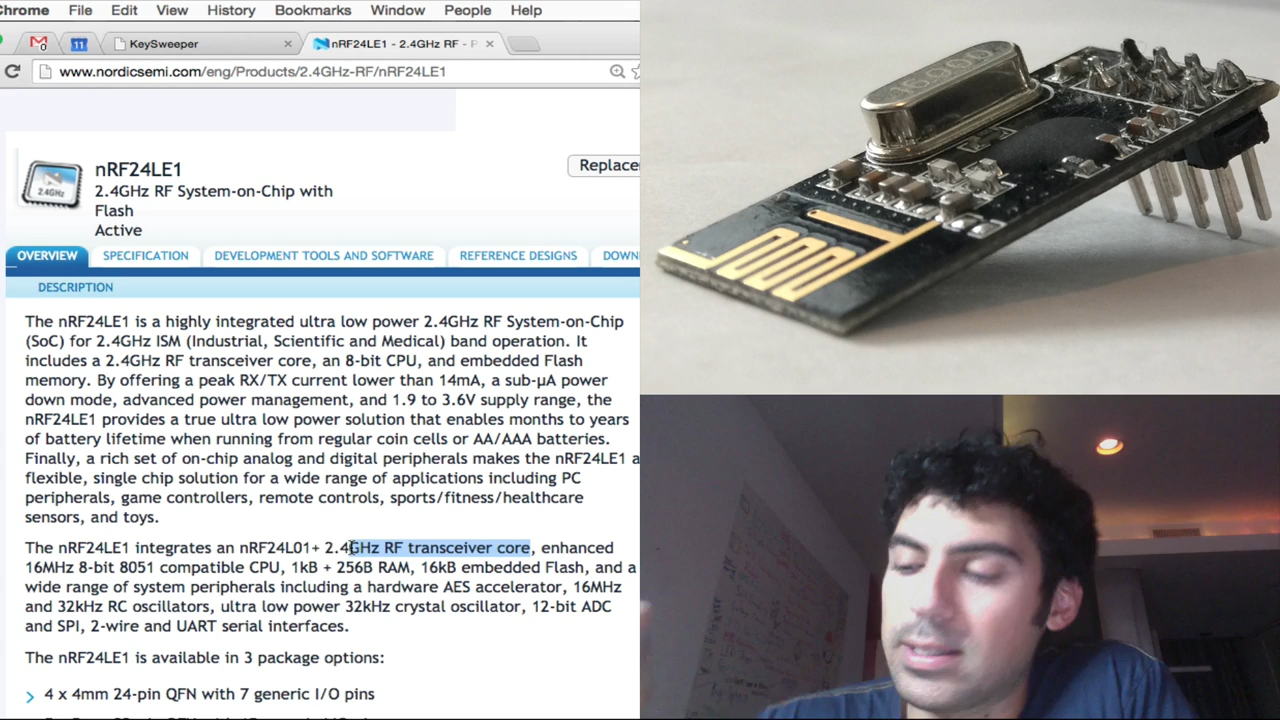 Chrome File Edit View History Bookmarks Window People Help
11 KeySweeper × nRF24LE1 - 2.4GHz RF - P ×
www.nordicsemi.com/eng/Products/2.4GHz-RF/nRF24LE1
nRF24LE1
Replace
2.4GHz
2.4GHz RF System-on-Chip with
Flash
Active
OVERVIEW SPECIFICATION DEVELOPMENT TOOLS AND SOFTWARE REFERENCE DESIGNS DOWN
DESCRIPTION
The nRF24LE1 is a highly integrated ultra low power 2.4GHz RF System-on-Chip
(SoC) for 2.4GHz ISM (Industrial, Scientific and Medical) band operation. It
includes a 2.4GHz RF transceiver core, an 8-bit CPU, and embedded Flash
memory. By offering a peak RX/TX current lower than 14mA, a sub-µA power
down mode, advanced power management, and 1.9 to 3.6V supply range, the
nRF24LE1 provides a true ultra low power solution that enables months to years
of battery lifetime when running from regular coin cells or AA/AAA batteries.
Finally, a rich set of on-chip analog and digital peripherals makes the nRF24LE1 a
flexible, single chip solution for a wide range of applications including PC
peripherals, game controllers, remote controls, sports/fitness/healthcare
sensors, and toys.
The nRF24LE1 integrates an nRF24L01+ 2.4GHz RF transceiver core, enhanced
16MHz 8-bit 8051 compatible CPU, 1kB + 256B RAM, 16kB embedded Flash, and a
wide range of system peripherals including a hardware AES accelerator, 16MHz
and 32kHz RC oscillators, ultra low power 32kHz crystal oscillator, 12-bit ADC
and SPI, 2-wire and UART serial interfaces.
The nRF24LE1 is available in 3 package options:
4 x 4mm 24-pin QFN with 7 generic I/O pins
16.000